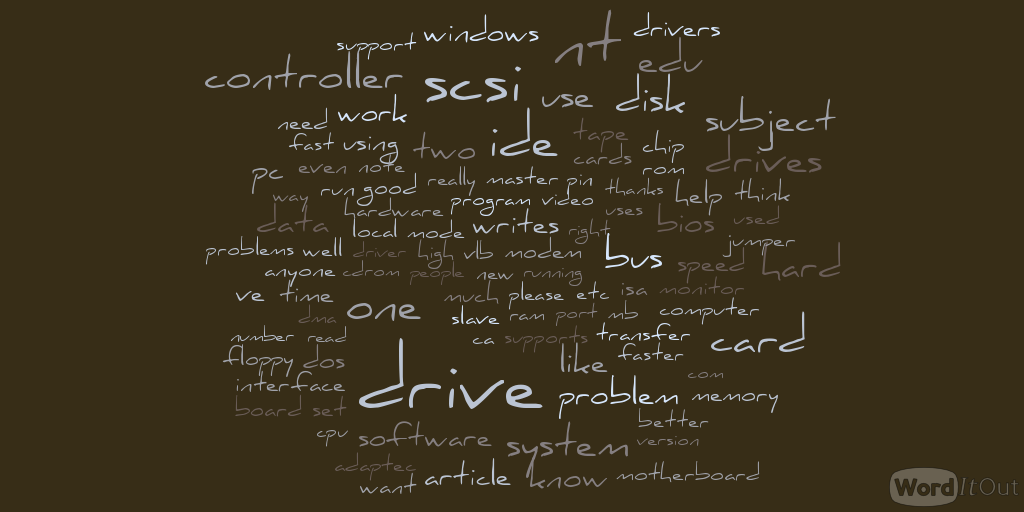 support windows nt drivers
controller scsi use disk edu
need work subject
fast using two ide tape cards chip drives
pc even note rom
way run good really master pin thanks help think
data hardware program video uses bios used
local mode writes right
problems well driver high vlb modem bus speed jumper hard
anyone cdrom people new running
ve time one much please etc isa monitor
dma slave ram port mb computer
number read ca supports transfer card
floppy dos like faster
interface drive com
board set problem memory
better
cpu software system version
adaptec
want article know motherboard
WordItOut